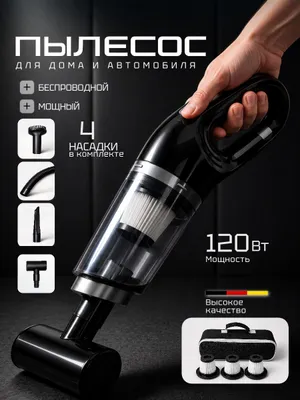 ПЫЛЕСОС
ДЛЯ ДОМА И АВТОМОБИЛЯ
+ БЕСПРОВОДНОЙ
+ МОЩНЫЙ
4
НАСАДКИ
в комплекте
120Вт
Мощность
Высокое
качество